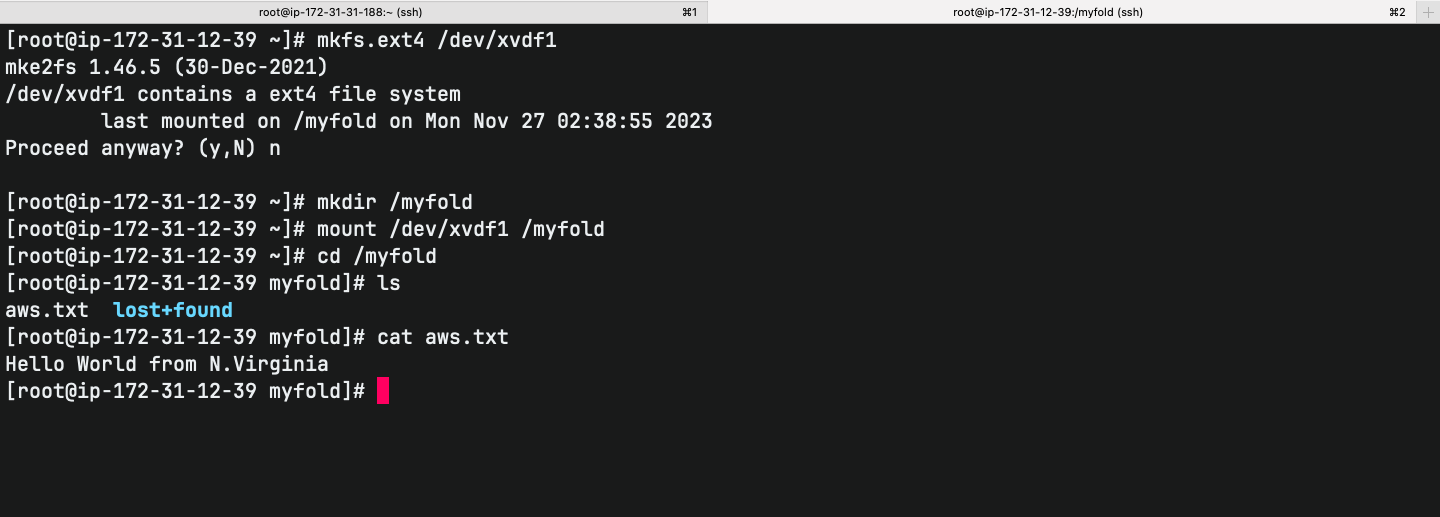 root@ip-172-31-31-188:~ (ssh) ⌘1 root@ip-172-31-12-39:/myfold (ssh) ⌘2 +
[root@ip-172-31-12-39 ~]# mkfs.ext4 /dev/xvdf1
mke2fs 1.46.5 (30-Dec-2021)
/dev/xvdf1 contains a ext4 file system
        last mounted on /myfold on Mon Nov 27 02:38:55 2023
Proceed anyway? (y,N) n
[root@ip-172-31-12-39 ~]# mkdir /myfold
[root@ip-172-31-12-39 ~]# mount /dev/xvdf1 /myfold
[root@ip-172-31-12-39 ~]# cd /myfold
[root@ip-172-31-12-39 myfold]# ls
aws.txt  lost+found
[root@ip-172-31-12-39 myfold]# cat aws.txt
Hello World from N.Virginia
[root@ip-172-31-12-39 myfold]#